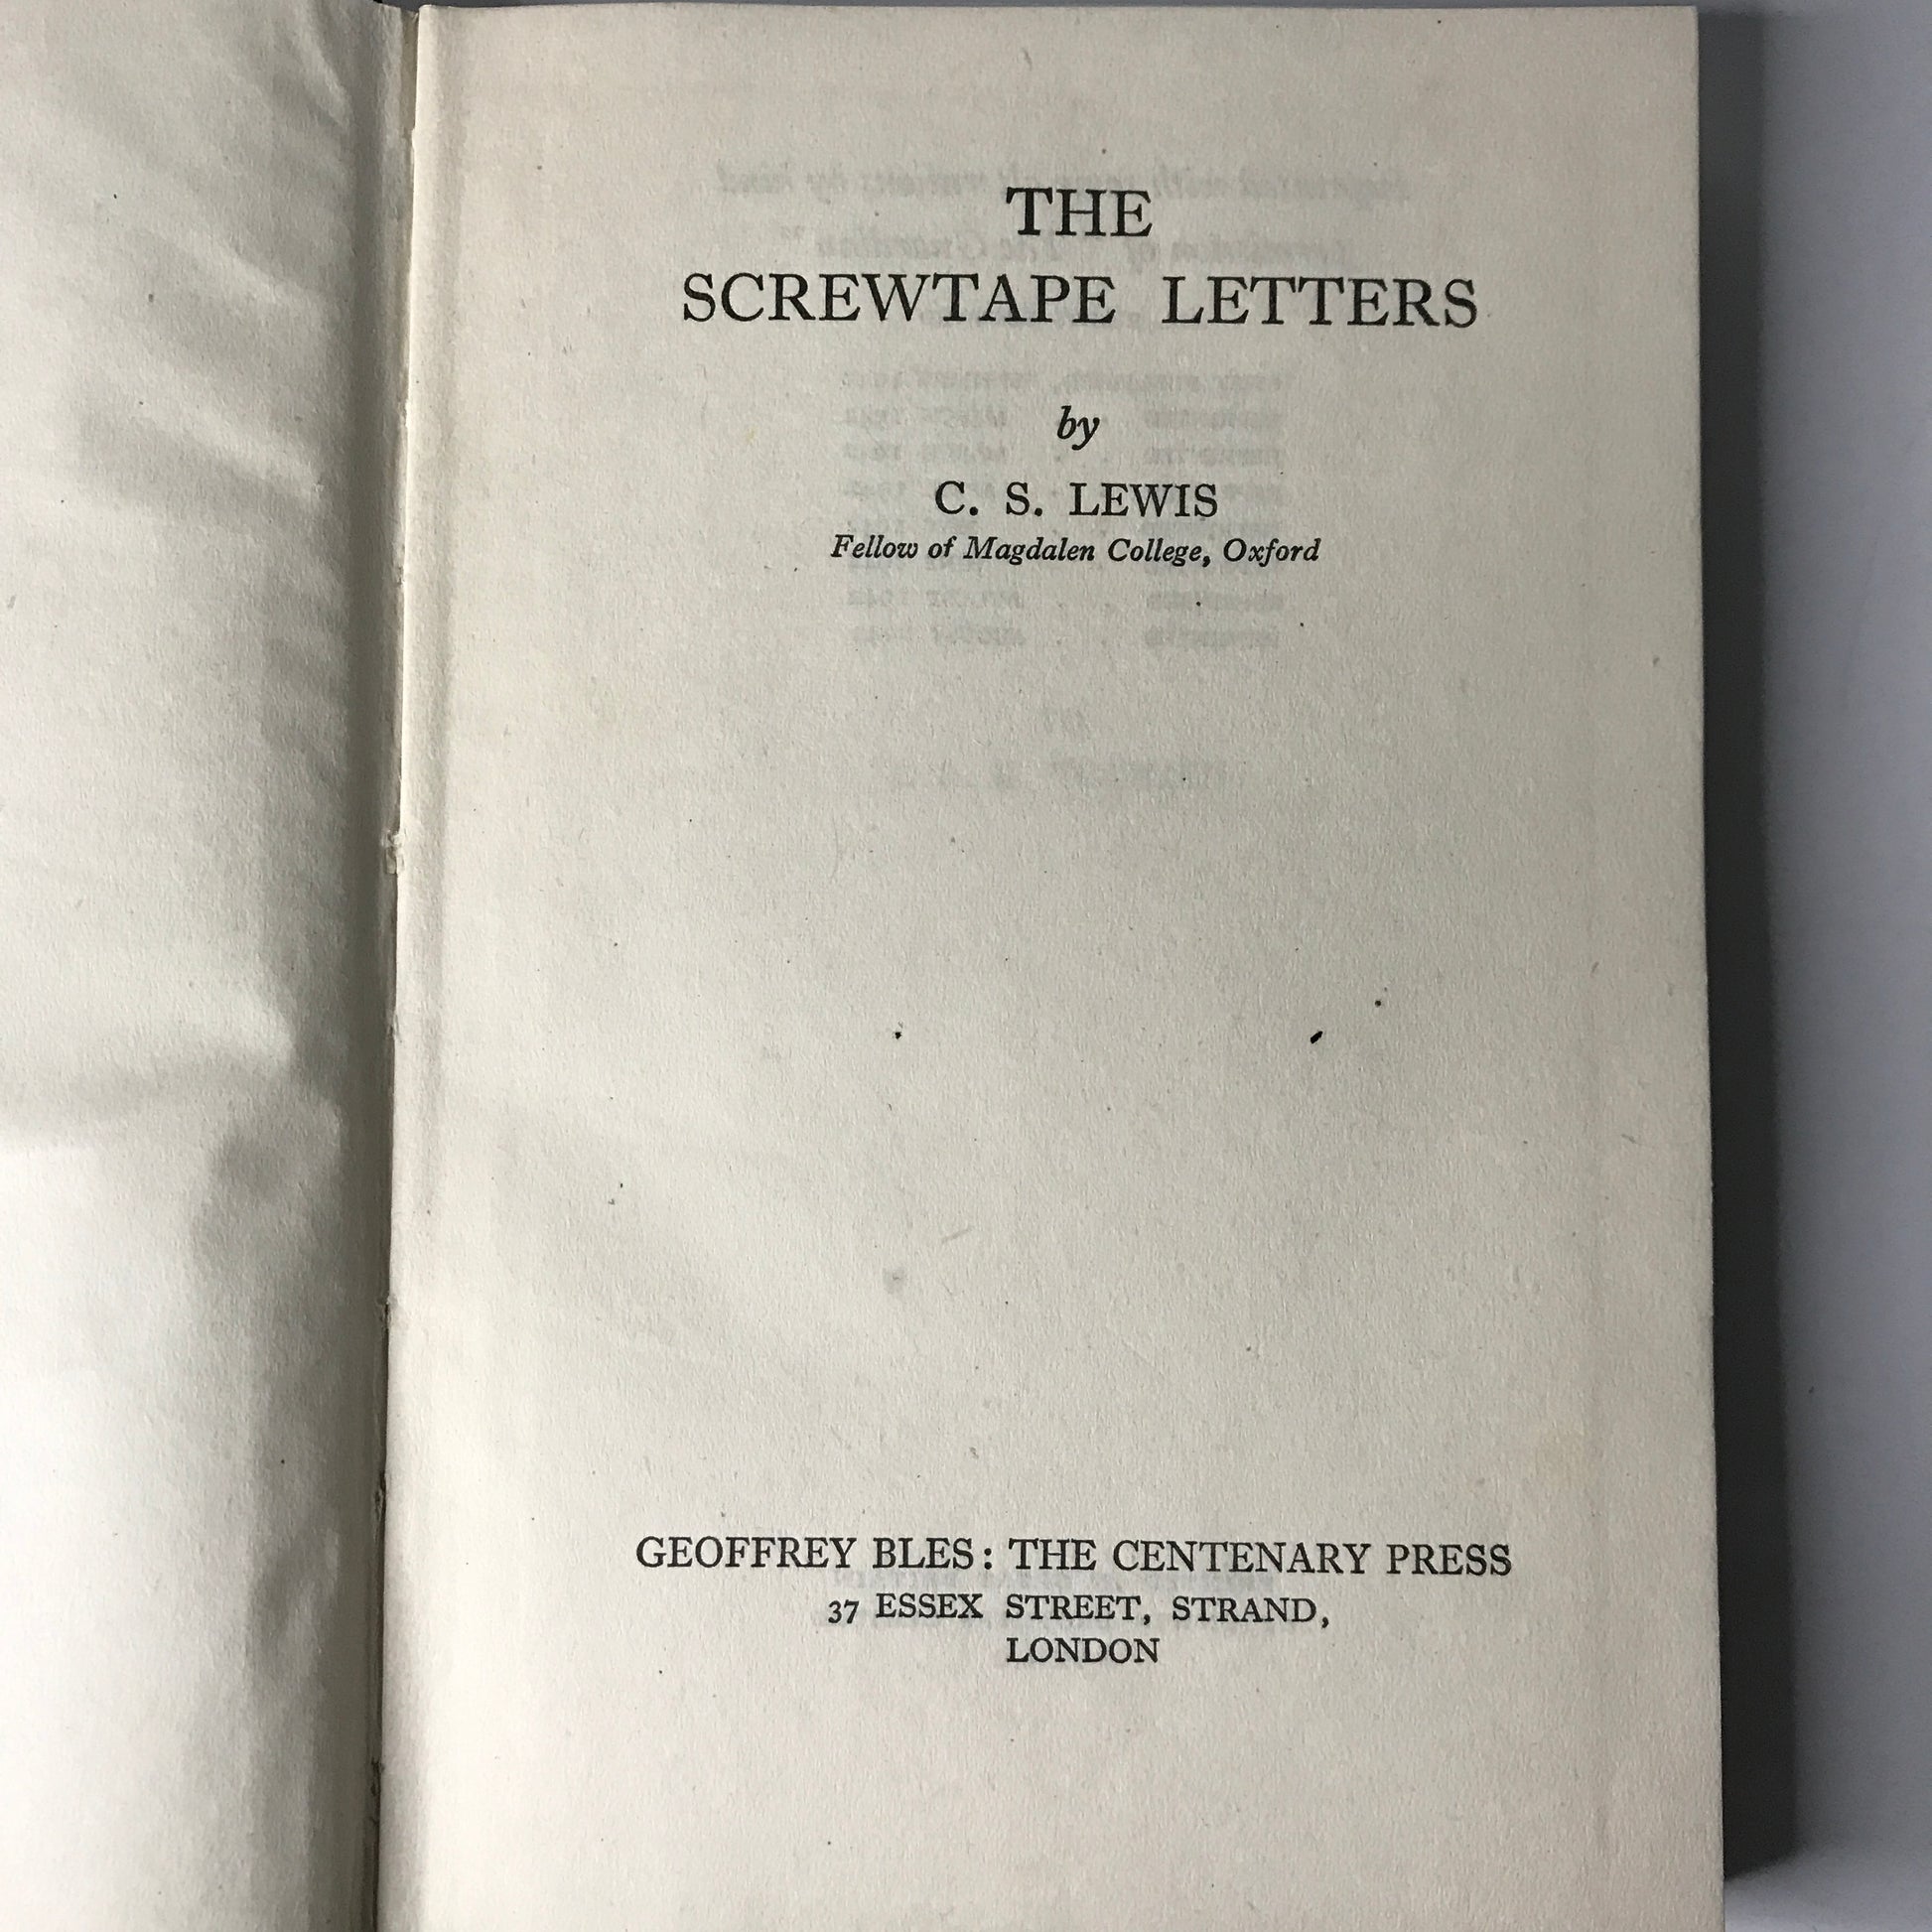 THE
SCREWTAPE LETTERS
by
C. S. LEWIS
Fellow of Magdalen College, Oxford
GEOFFREY BLES: THE CENTENARY PRESS
37 ESSEX STREET, STRAND,
LONDON